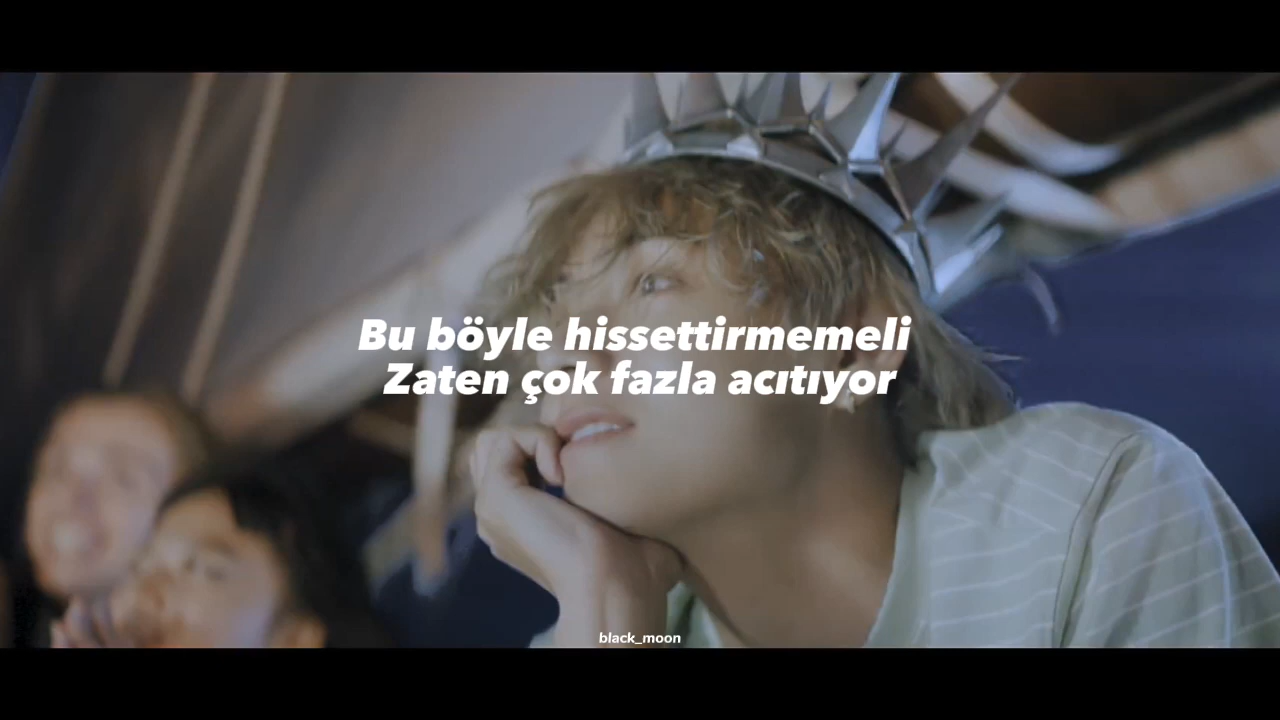 Bu böyle hissettirmemeli
Zaten çok fazla acıtıyor
black_moon